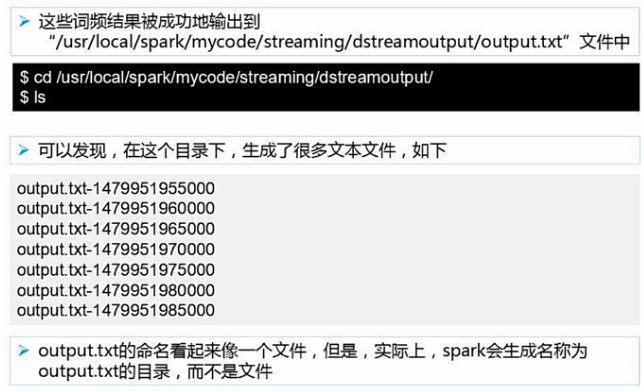 ➢ 这些词频结果被成功地输出到
“/usr/local/spark/mycode/streaming/dstreamoutput/output.txt”文件中
$ cd /usr/local/spark/mycode/streaming/dstreamoutput/
$ ls
➢ 可以发现，在这个目录下，生成了很多文本文件，如下
output.txt-1479951955000
output.txt-1479951960000
output.txt-1479951965000
output.txt-1479951970000
output.txt-1479951975000
output.txt-1479951980000
output.txt-1479951985000
➢ output.txt的命名看起来像一个文件，但是，实际上，spark会生成名称为
output.txt的目录，而不是文件